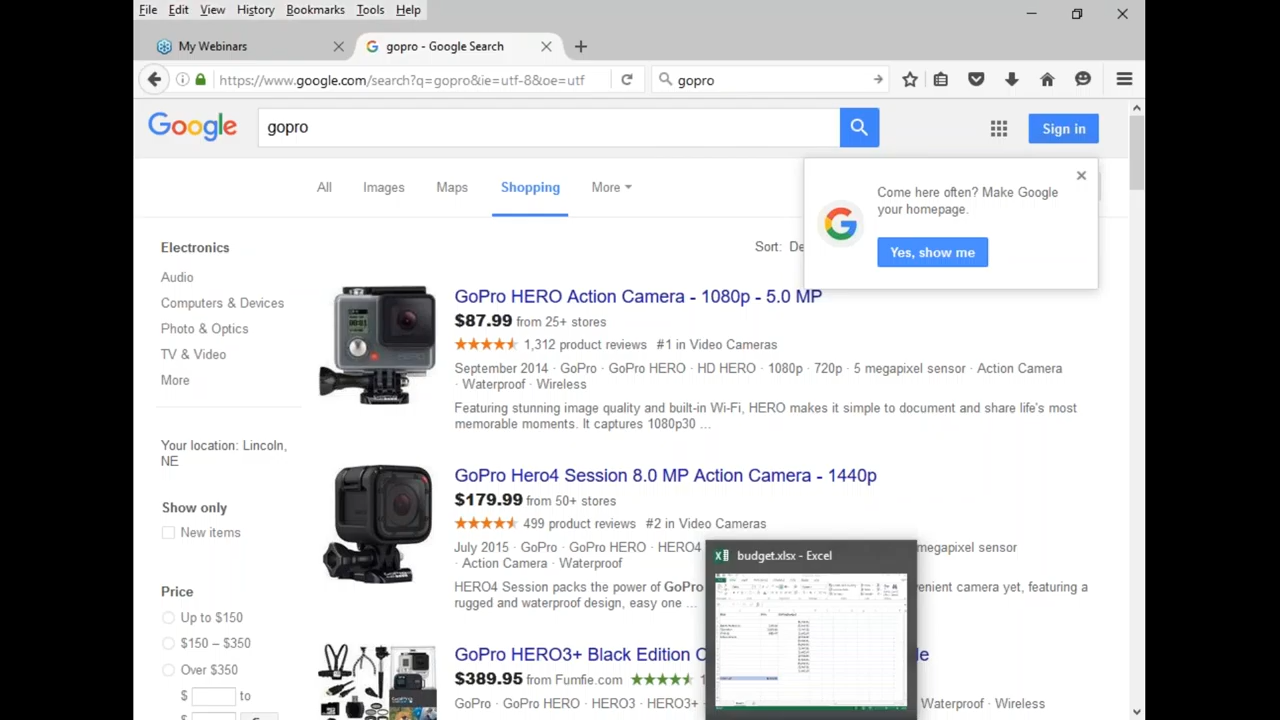 File Edit View History Bookmarks Tools Help
My Webinars
gopro - Google Search
https://www.google.com/search?q=gopro&ie=utf-8&oe=utf
gopro
Google
gopro
Sign in
All Images Maps Shopping More
Come here often? Make Google
your homepage.
Yes, show me
Electronics
Audio
Computers & Devices
Photo & Optics
TV & Video
More
Your location: Lincoln,
NE
Show only
New items
Price
Up to $150
$150 – $350
Over $350
$ to
$
Sort:
GoPro HERO Action Camera - 1080p - 5.0 MP
$87.99 from 25+ stores
1,312 product reviews #1 in Video Cameras
September 2014 · GoPro · GoPro HERO · HD HERO · 1080p · 720p · 5 megapixel sensor · Action Camera
· Waterproof · Wireless
Featuring stunning image quality and built-in Wi-Fi, HERO makes it simple to document and share life's most
memorable moments. It captures 1080p30 ...
GoPro Hero4 Session 8.0 MP Action Camera - 1440p
$179.99 from 50+ stores
499 product reviews #2 in Video Cameras
July 2015 · GoPro · GoPro HERO · HERO4 megapixel sensor
· Action Camera · Waterproof
HERO4 Session packs the power of GoPro venient camera yet, featuring a
rugged and waterproof design, easy one ...
budget.xlsx - Excel
GoPro HERO3+ Black Edition
$389.95 from Fumfie.com
GoPro · GoPro HERO · HERO3 · HERO3+ Waterproof · Wireless